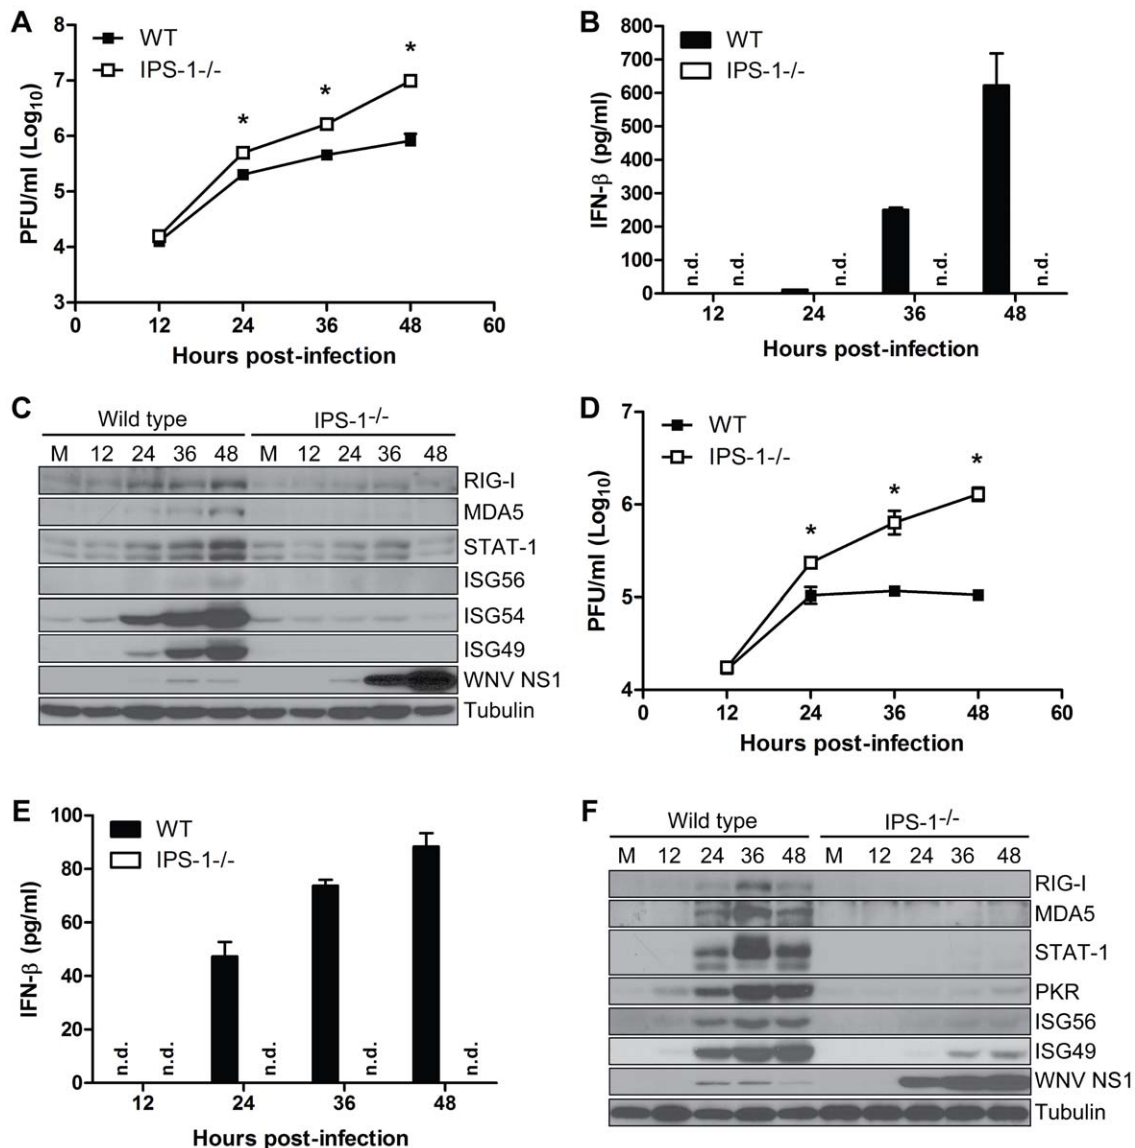 A
WT
IPS-1-/-
8
7
6
5
4
3
PFU/ml (Log10)
* * *
0 12 24 36 48 60
Hours post-infection
B
WT
IPS-1-/-
800
700
600
500
400
300
200
100
0
IFN-β (pg/ml)
n.d. n.d. n.d. n.d. n.d.
12 24 36 48
Hours post-infection
C
Wild type IPS-1-/-
M 12 24 36 48 M 12 24 36 48
RIG-I
MDA5
STAT-1
ISG56
ISG54
ISG49
WNV NS1
Tubulin
D
WT
IPS-1-/-
7
6
5
4
PFU/ml (Log10)
* * *
0 12 24 36 48 60
Hours post-infection
E
WT
IPS-1-/-
100
80
60
40
20
0
IFN-β (pg/ml)
n.d. n.d. n.d. n.d. n.d.
12 24 36 48
Hours post-infection
F
Wild type IPS-1-/-
M 12 24 36 48 M 12 24 36 48
RIG-I
MDA5
STAT-1
PKR
ISG56
ISG49
WNV NS1
Tubulin